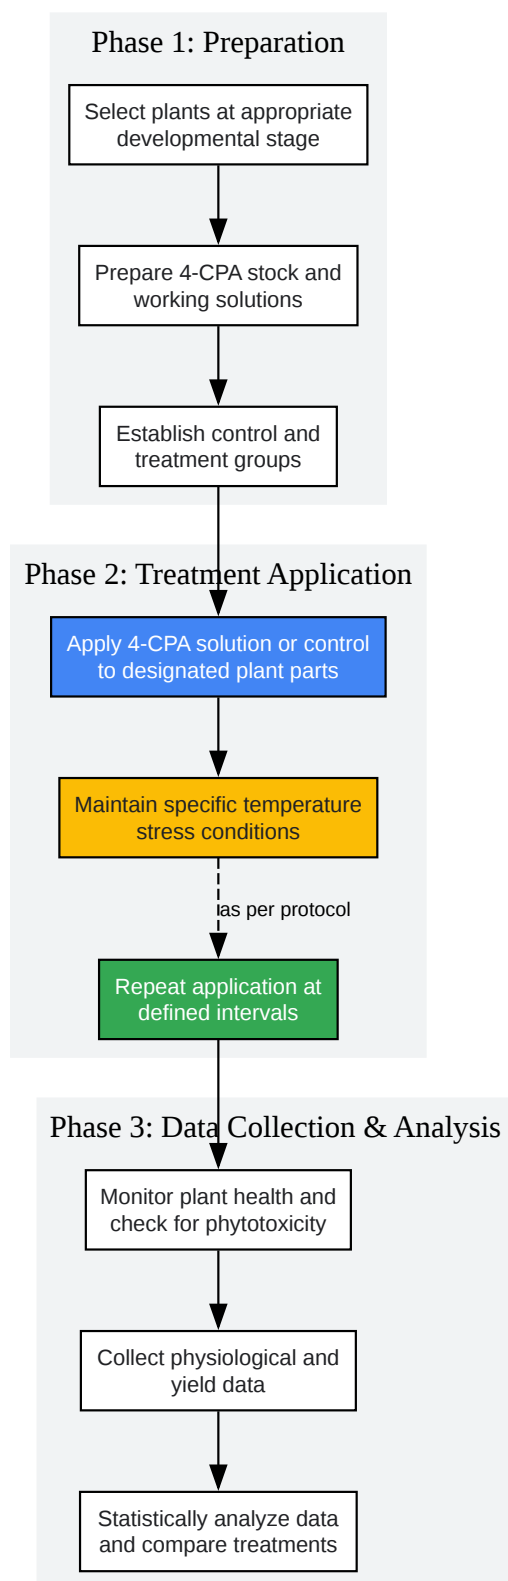 Phase 1: Preparation
Select plants at appropriate
developmental stage
Prepare 4-CPA stock and
working solutions
Establish control and
treatment groups
Phase 2: Treatment Application
Apply 4-CPA solution or control
to designated plant parts
Maintain specific temperature
stress conditions
as per protocol
Repeat application at
defined intervals
Phase 3: Data Collection & Analysis
Monitor plant health and
check for phytotoxicity
Collect physiological and
yield data
Statistically analyze data
and compare treatments